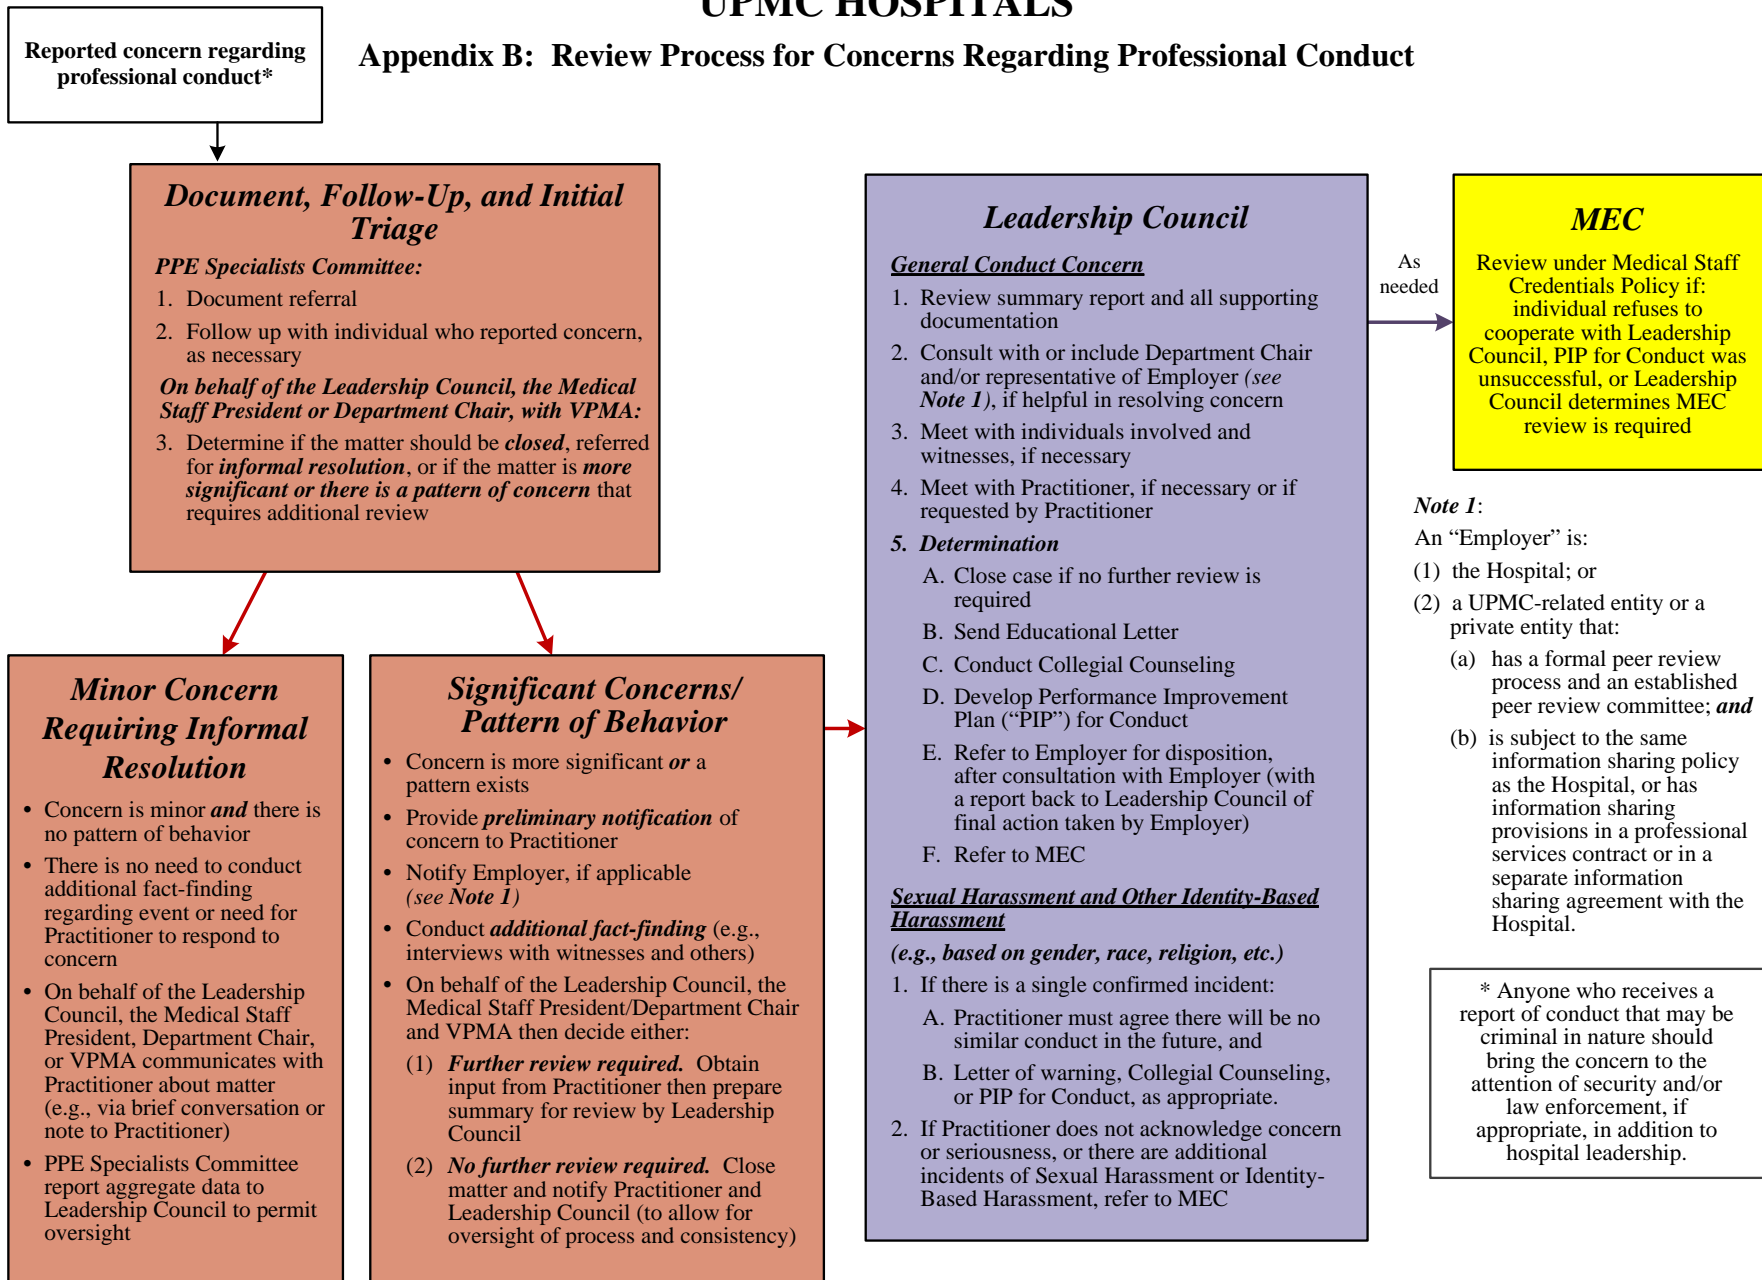 UPMC HOSPITALS
Appendix B:  Review Process for Concerns Regarding Professional Conduct
Reported concern regarding
professional conduct*
Document, Follow-Up, and Initial
Triage
PPE Specialists Committee:
1. Document referral
2. Follow up with individual who reported concern,
as necessary
On behalf of the Leadership Council, the Medical
Staff President or Department Chair, with VPMA:
3. Determine if the matter should be closed, referred
for informal resolution, or if the matter is more
significant or there is a pattern of concern that
requires additional review
Minor Concern
Requiring Informal
Resolution
• Concern is minor and there is
no pattern of behavior
• There is no need to conduct
additional fact-finding
regarding event or need for
Practitioner to respond to
concern
• On behalf of the Leadership
Council, the Medical Staff
President, Department Chair,
or VPMA communicates with
Practitioner about matter
(e.g., via brief conversation or
note to Practitioner)
• PPE Specialists Committee
report aggregate data to
Leadership Council to permit
oversight
Significant Concerns/
Pattern of Behavior
• Concern is more significant or a
pattern exists
• Provide preliminary notification of
concern to Practitioner
• Notify Employer, if applicable
(see Note 1)
• Conduct additional fact-finding (e.g.,
interviews with witnesses and others)
• On behalf of the Leadership Council, the
Medical Staff President/Department Chair
and VPMA then decide either:
(1) Further review required.  Obtain
input from Practitioner then prepare
summary for review by Leadership
Council
(2) No further review required.  Close
matter and notify Practitioner and
Leadership Council (to allow for
oversight of process and consistency)
Leadership Council
General Conduct Concern
1. Review summary report and all supporting
documentation
2. Consult with or include Department Chair
and/or representative of Employer (see
Note 1), if helpful in resolving concern
3. Meet with individuals involved and
witnesses, if necessary
4. Meet with Practitioner, if necessary or if
requested by Practitioner
5. Determination
A. Close case if no further review is
required
B. Send Educational Letter
C. Conduct Collegial Counseling
D. Develop Performance Improvement
Plan (“PIP”) for Conduct
E. Refer to Employer for disposition,
after consultation with Employer (with
a report back to Leadership Council of
final action taken by Employer)
F. Refer to MEC
Sexual Harassment and Other Identity-Based
Harassment
(e.g., based on gender, race, religion, etc.)
1. If there is a single confirmed incident:
A. Practitioner must agree there will be no
similar conduct in the future, and
B. Letter of warning, Collegial Counseling,
or PIP for Conduct, as appropriate.
2. If Practitioner does not acknowledge concern
or seriousness, or there are additional
incidents of Sexual Harassment or Identity-
Based Harassment, refer to MEC
As
needed
MEC
Review under Medical Staff
Credentials Policy if:
individual refuses to
cooperate with Leadership
Council, PIP for Conduct was
unsuccessful, or Leadership
Council determines MEC
review is required
Note 1:
An “Employer” is:
(1) the Hospital; or
(2) a UPMC-related entity or a
private entity that:
(a) has a formal peer review
process and an established
peer review committee; and
(b) is subject to the same
information sharing policy
as the Hospital, or has
information sharing
provisions in a professional
services contract or in a
separate information
sharing agreement with the
Hospital.
* Anyone who receives a
report of conduct that may be
criminal in nature should
bring the concern to the
attention of security and/or
law enforcement, if
appropriate, in addition to
hospital leadership.